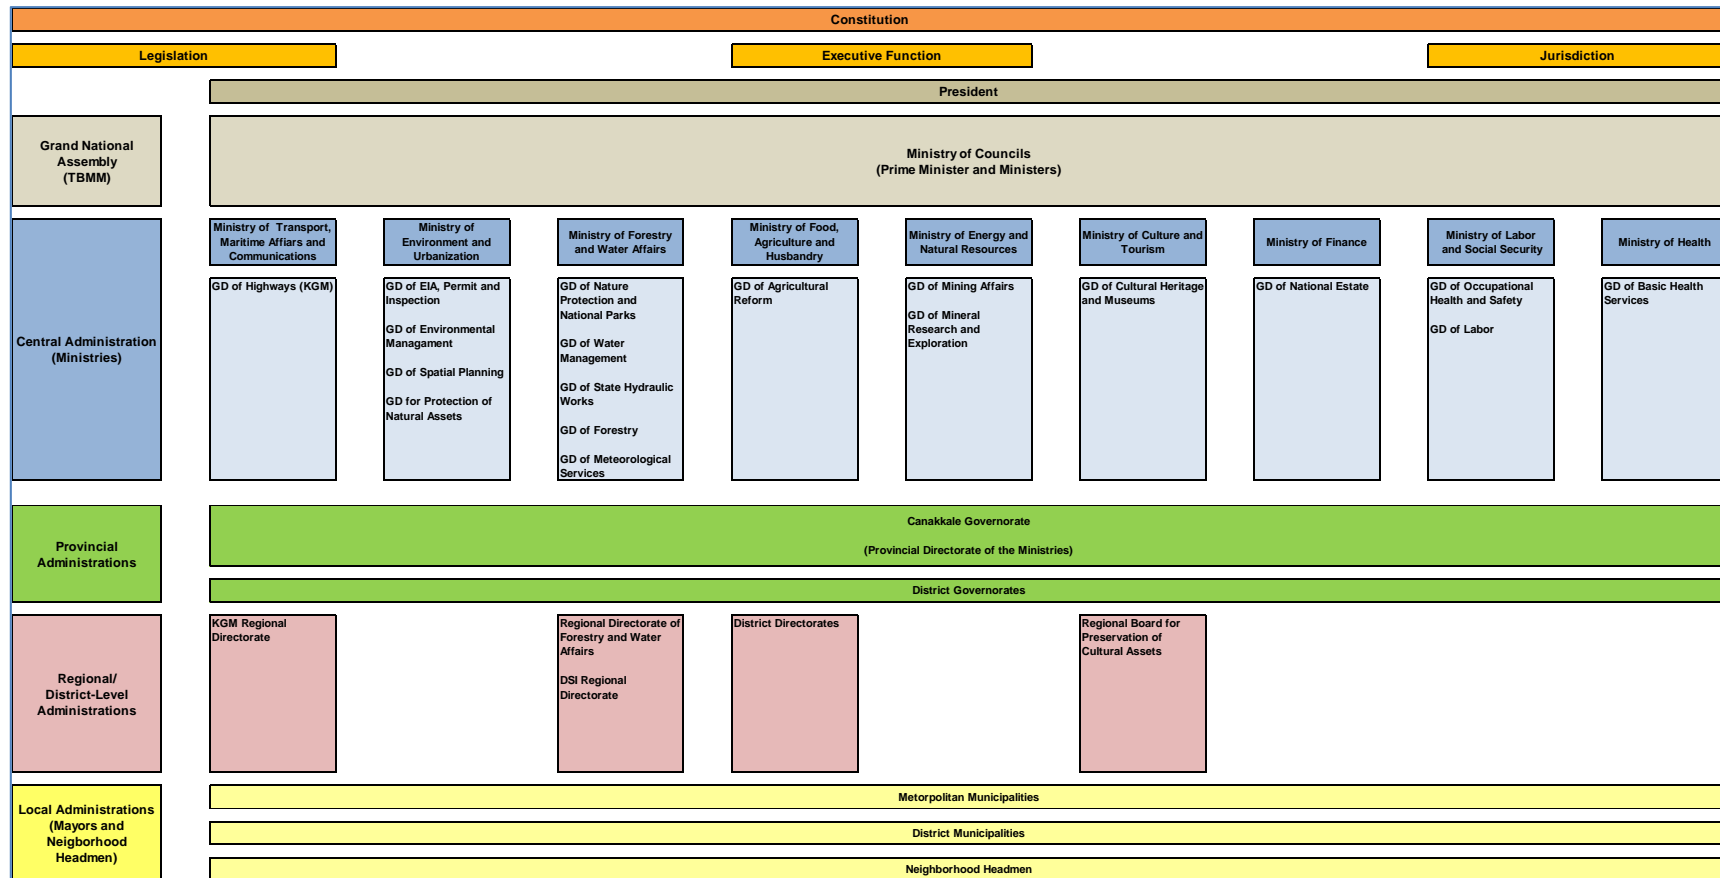 Constitution
Legislation
Executive Function
Jurisdiction
President
Grand National
Assembly
(TBMM)
Ministry of Councils
(Prime Minister and Ministers)
Central Administration
(Ministries)
Ministry of Transport,
Maritime Affiars and
Communications
Ministry of
Environment and
Urbanization
Ministry of Forestry
and Water Affairs
Ministry of Food,
Agriculture and
Husbandry
Ministry of Energy and
Natural Resources
Ministry of Culture and
Tourism
Ministry of Finance
Ministry of Labor
and Social Security
Ministry of Health
GD of Highways (KGM)
GD of EIA, Permit and
Inspection
GD of Environmental
Managament
GD of Spatial Planning
GD for Protection of
Natural Assets
GD of Nature
Protection and
National Parks
GD of Water
Management
GD of State Hydraulic
Works
GD of Forestry
GD of Meteorological
Services
GD of Agricultural
Reform
GD of Mining Affairs
GD of Mineral
Research and
Exploration
GD of Cultural Heritage
and Museums
GD of National Estate
GD of Occupational
Health and Safety
GD of Labor
GD of Basic Health
Services
Provincial
Administrations
Canakkale Governorate
(Provincial Directorate of the Ministries)
District Governorates
Regional/
District-Level
Administrations
KGM Regional
Directorate
Regional Directorate of
Forestry and Water
Affairs
DSI Regional
Directorate
District Directorates
Regional Board for
Preservation of
Cultural Assets
Local Administrations
(Mayors and
Neigborhood
Headmen)
Metorpolitan Municipalities
District Municipalities
Neighborhood Headmen